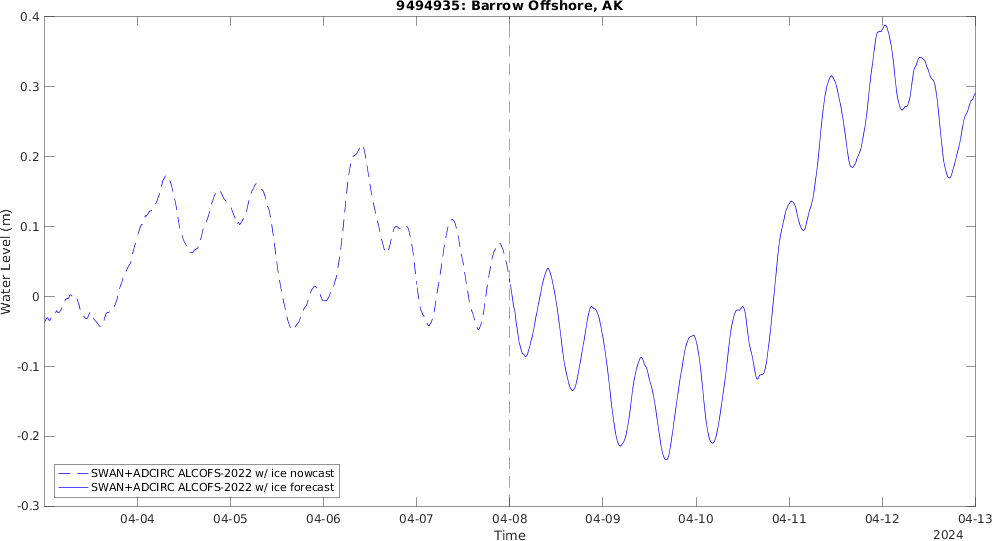 9494935: Barrow Offshore, AK
Water Level (m)
0.4
0.3
0.2
0.1
0
-0.1
-0.2
-0.3
SWAN+ADCIRC ALCOFS-2022 w/ ice nowcast
SWAN+ADCIRC ALCOFS-2022 w/ ice forecast
04-04 04-05 04-06 04-07 04-08 04-09 04-10 04-11 04-12 04-13
Time
2024